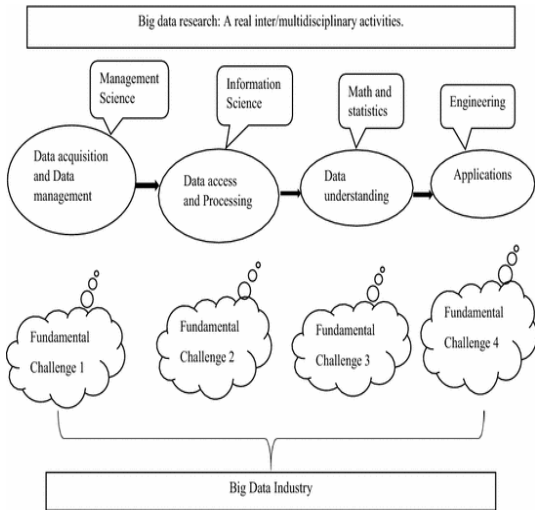 Big data research: A real inter/multidisciplinary activities.
Management
Science
Information
Science
Math and
statistics
Engineering
Data acquisition
and Data
management
Data access
and Processing
Data
understanding
Applications
Fundamental
Challenge 1
Fundamental
Challenge 2
Fundamental
Challenge 3
Fundamental
Challenge 4
Big Data Industry